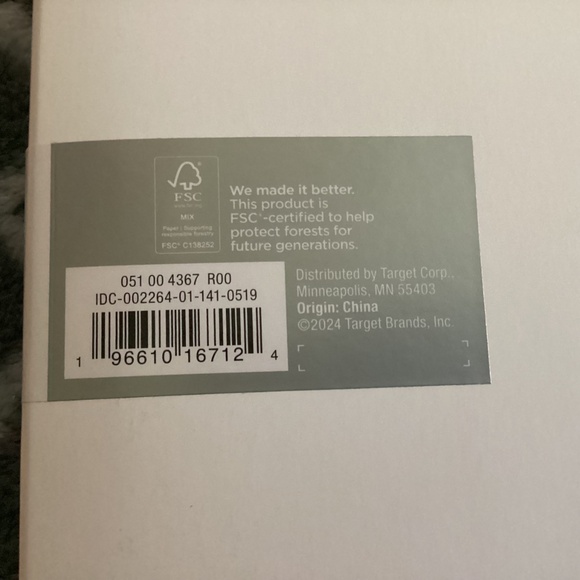 FSC
MIX
Paper | Supporting
responsible forestry
FSC® C138252
We made it better.
This product is
FSC®-certified to help
protect forests for
future generations.
051 00 4367 R00
IDC-002264-01-141-0519
1 96610 16712 4
Distributed by Target Corp.,
Minneapolis, MN 55403
Origin: China
©2024 Target Brands, Inc.